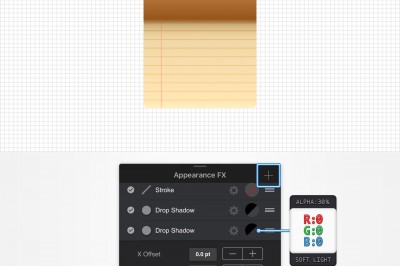 Appearance FX
Stroke
Drop Shadow
ALPHA:30%
R:0
G:0
B:0
Drop Shadow
SOFT LIGHT
X Offset
0.0 pt